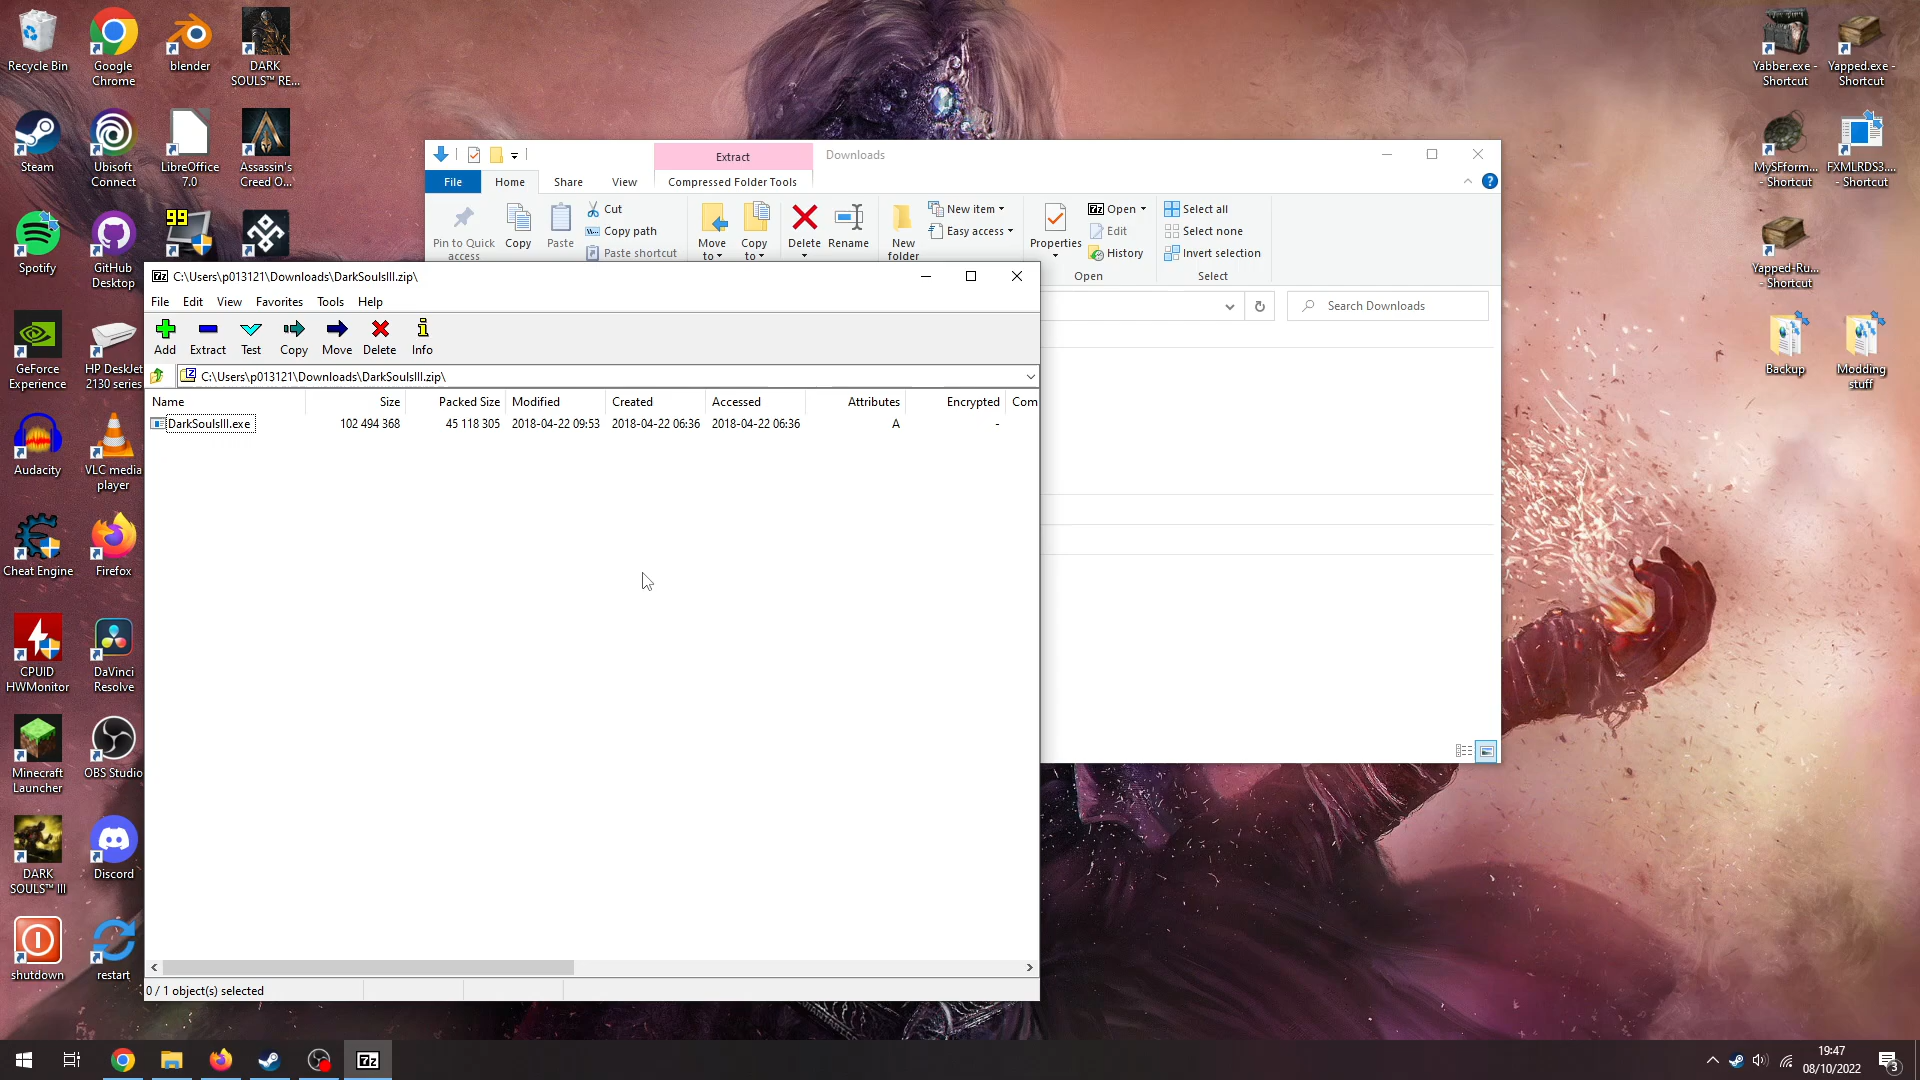 Recycle Bin
Google
Chrome
blender
DARK
SOULS™ RE...
Steam
Ubisoft
Connect
LibreOffice
7.0
Assassin's
Creed O...
Spotify
GitHub
Desktop
99
GeForce
Experience
HP DeskJet
2130 series
Audacity
VLC media
player
Cheat Engine
Firefox
CPUID
HWMonitor
DaVinci
Resolve
Minecraft
Launcher
OBS Studio
DARK
SOULS™ III
Discord
shutdown
restart
Yabber.exe -
Shortcut
Yapped.exe -
Shortcut
MySFform...
- Shortcut
FXMLRDS3....
- Shortcut
Yapped-Ru...
- Shortcut
Backup
Modding
stuff
Extract
Downloads
File
Home
Share
View
Compressed Folder Tools
Pin to Quick
access
Copy
Paste
Cut
Copy path
Paste shortcut
Move
to
Copy
to
Delete
Rename
New
folder
New item
Easy access
Properties
Open
Edit
History
Open
Select all
Select none
Invert selection
Select
Search Downloads
7z C:\Users\p013121\Downloads\DarkSoulsIII.zip\
File Edit View Favorites Tools Help
Add Extract Test Copy Move Delete Info
C:\Users\p013121\Downloads\DarkSoulsIII.zip\
Name Size Packed Size Modified Created Accessed Attributes Encrypted Com
DarkSoulsIII.exe 102 494 368 45 118 305 2018-04-22 09:53 2018-04-22 06:36 2018-04-22 06:36 A -
0 / 1 object(s) selected
7z
19:47
08/10/2022
3